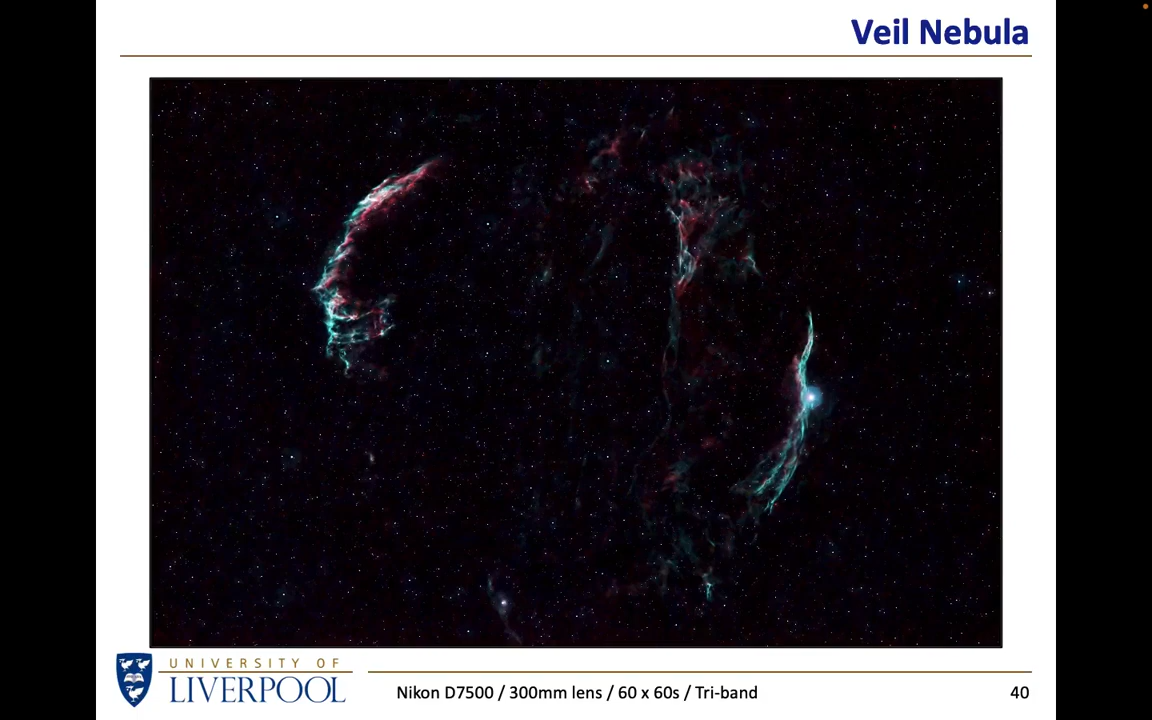 Veil Nebula
UNIVERSITY OF
LIVERPOOL
Nikon D7500 / 300mm lens / 60 x 60s / Tri-band
40